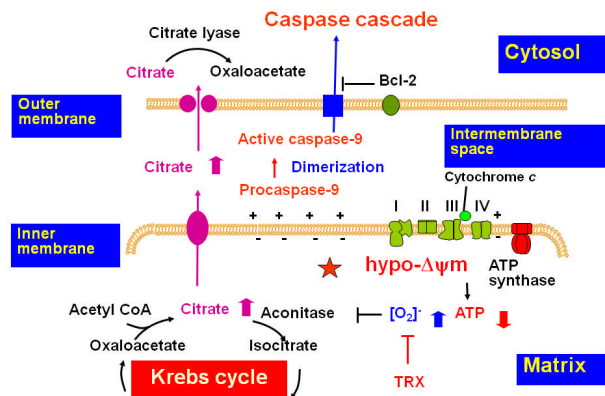 Caspase cascade
Citrate lyase
Cytosol
Citrate
Oxaloacetate
Bcl-2
Outer
membrane
Active caspase-9
Intermembrane
space
Citrate
Dimerization
Procaspase-9
Cytochrome c
I II III IV
+ + + + +
Inner
membrane
- - - - -
hypo-Δψm
ATP
synthase
Acetyl CoA
Citrate
Aconitase
[O₂]⁻
ATP
Oxaloacetate
Isocitrate
Krebs cycle
TRX
Matrix